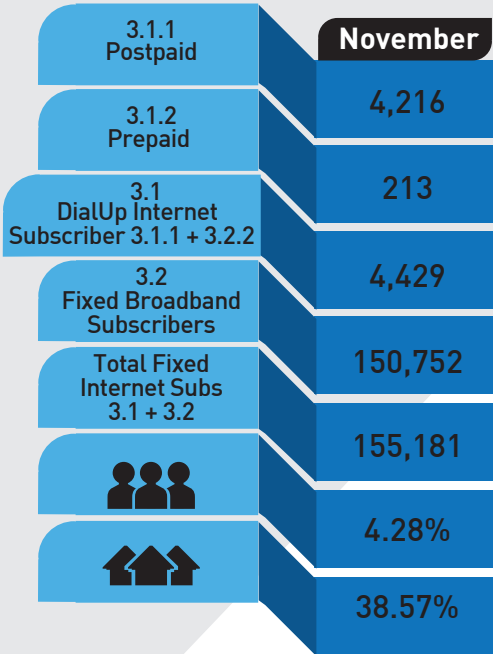 3.1.1
Postpaid
November
4,216
3.1.2
Prepaid
213
3.1
DialUp Internet
Subscriber 3.1.1 + 3.2.2
4,429
3.2
Fixed Broadband
Subscribers
150,752
Total Fixed
Internet Subs
3.1 + 3.2
155,181
4.28%
38.57%